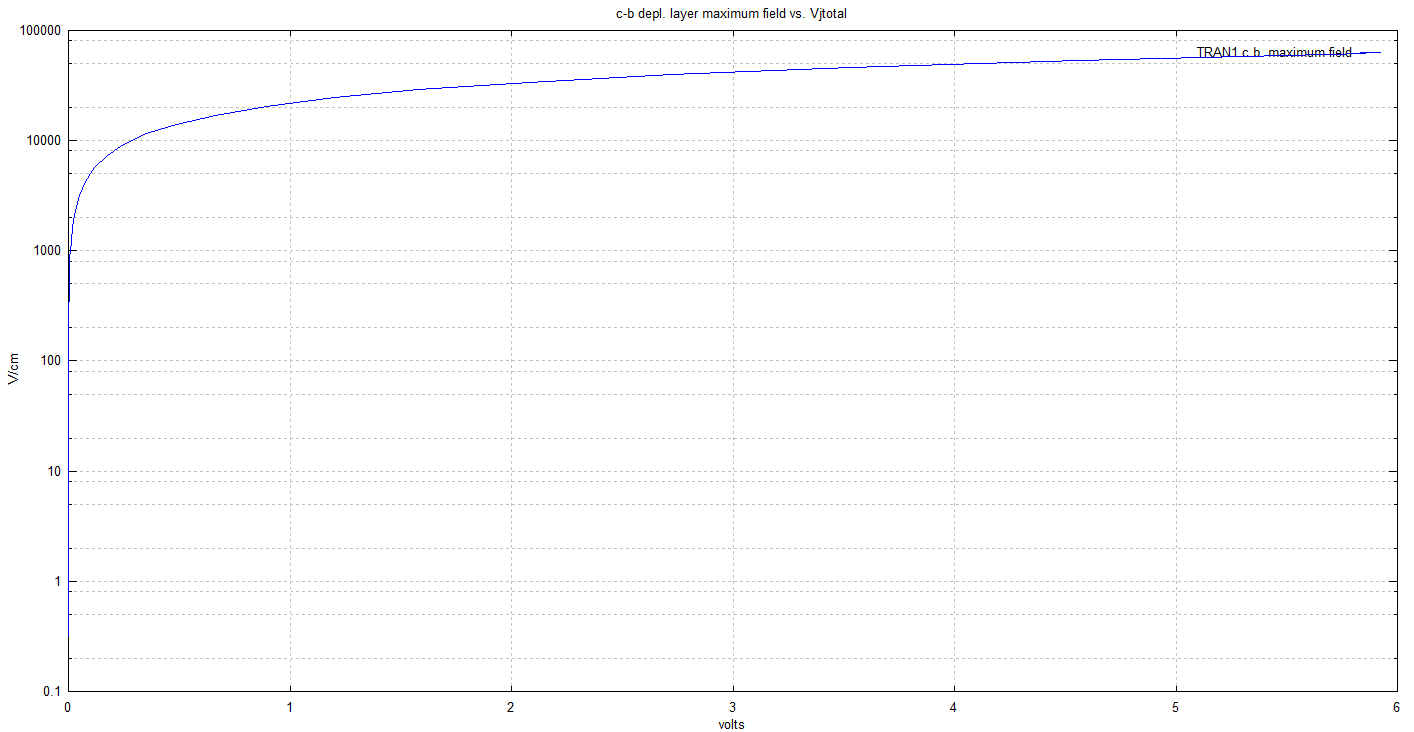 c-b depl. layer maximum field vs. Vjtotal
100000
TRAN1 c b maximum field
10000
1000
100
V/cm
10
1
0.1
0 1 2 3 4 5 6
volts